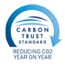 CARBON
TRUST
STANDARD
REDUCING CO2
YEAR ON YEAR